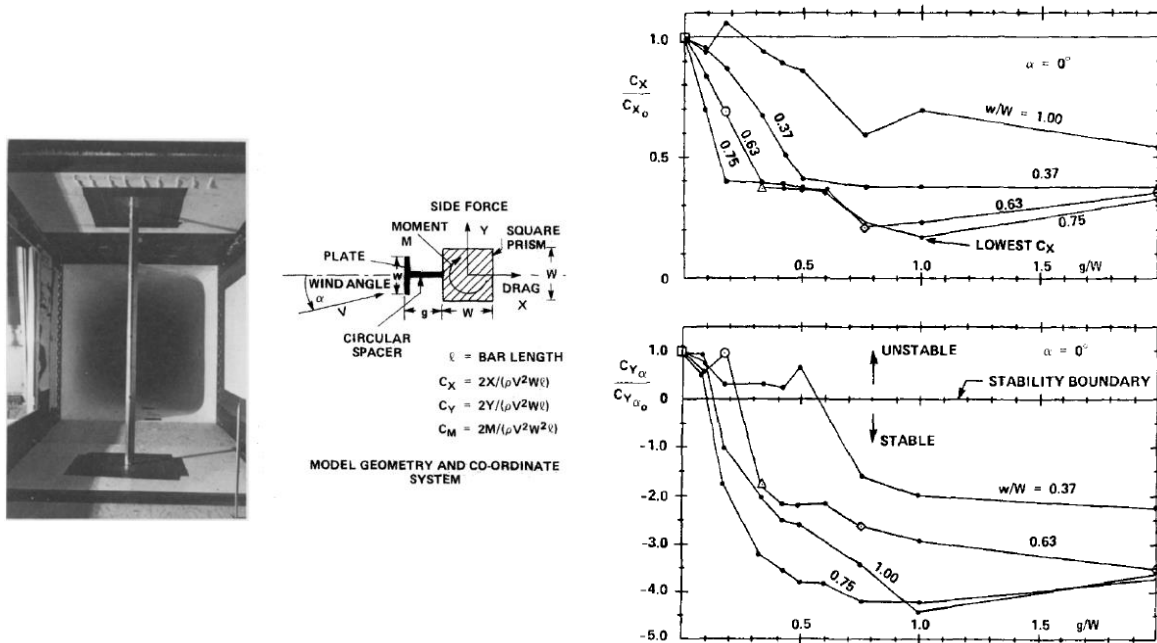 SIDE FORCE
MOMENT
Y
SQUARE
PRISM
M
PLATE
w
W
WIND ANGLE
α
V
DRAG
X
g
W
CIRCULAR
SPACER
ℓ = BAR LENGTH
C_X = 2X/(ρV²Wℓ)
C_Y = 2Y/(ρV²Wℓ)
C_M = 2M/(ρV²W²ℓ)
MODEL GEOMETRY AND CO-ORDINATE
SYSTEM
1.0
C_X
C_X₀
α = 0°
w/W = 1.00
0.37
0.63
0.75
0.5
0.37
0.63
0.75
LOWEST C_X
0
0.5
1.0
1.5
g/W
1.0
C_Yα
C_Yα₀
UNSTABLE
α = 0°
STABILITY BOUNDARY
0
STABLE
-1.0
-2.0
w/W = 0.37
0.63
-3.0
1.00
0.75
-4.0
-5.0
0.5
1.0
1.5
g/W